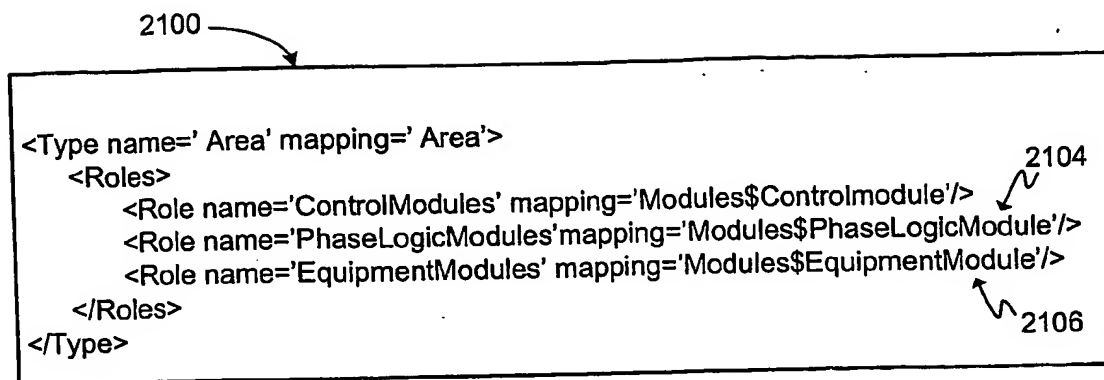 2100
<Type name=' Area' mapping=' Area'>
<Roles>
2104
<Role name='ControlModules' mapping='Modules$Controlmodule'/>
<Role name='PhaseLogicModules'mapping='Modules$PhaseLogicModule'/>
<Role name='EquipmentModules' mapping='Modules$EquipmentModule'/>
</Roles>
2106
</Type>